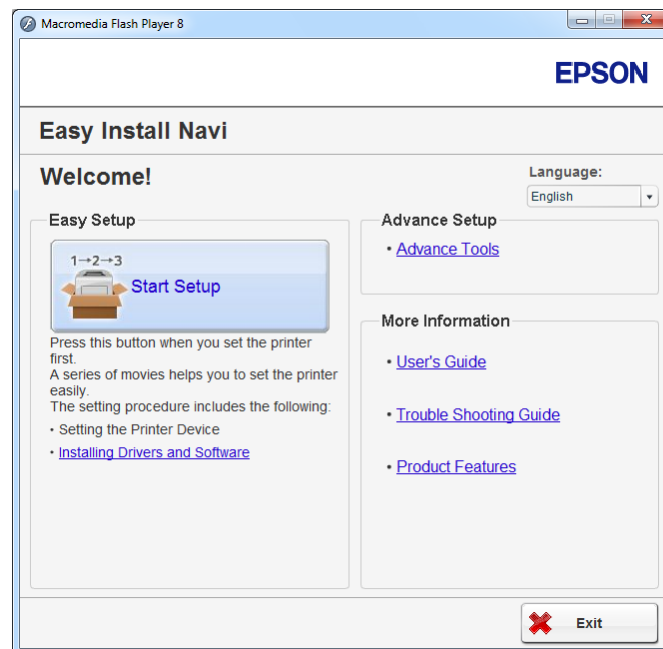 Macromedia Flash Player 8
EPSON
Easy Install Navi
Welcome!
Language:
English
Easy Setup
1→2→3
Start Setup
Press this button when you set the printer
first.
A series of movies helps you to set the printer
easily.
The setting procedure includes the following:
• Setting the Printer Device
• Installing Drivers and Software
Advance Setup
• Advance Tools
More Information
• User's Guide
• Trouble Shooting Guide
• Product Features
Exit